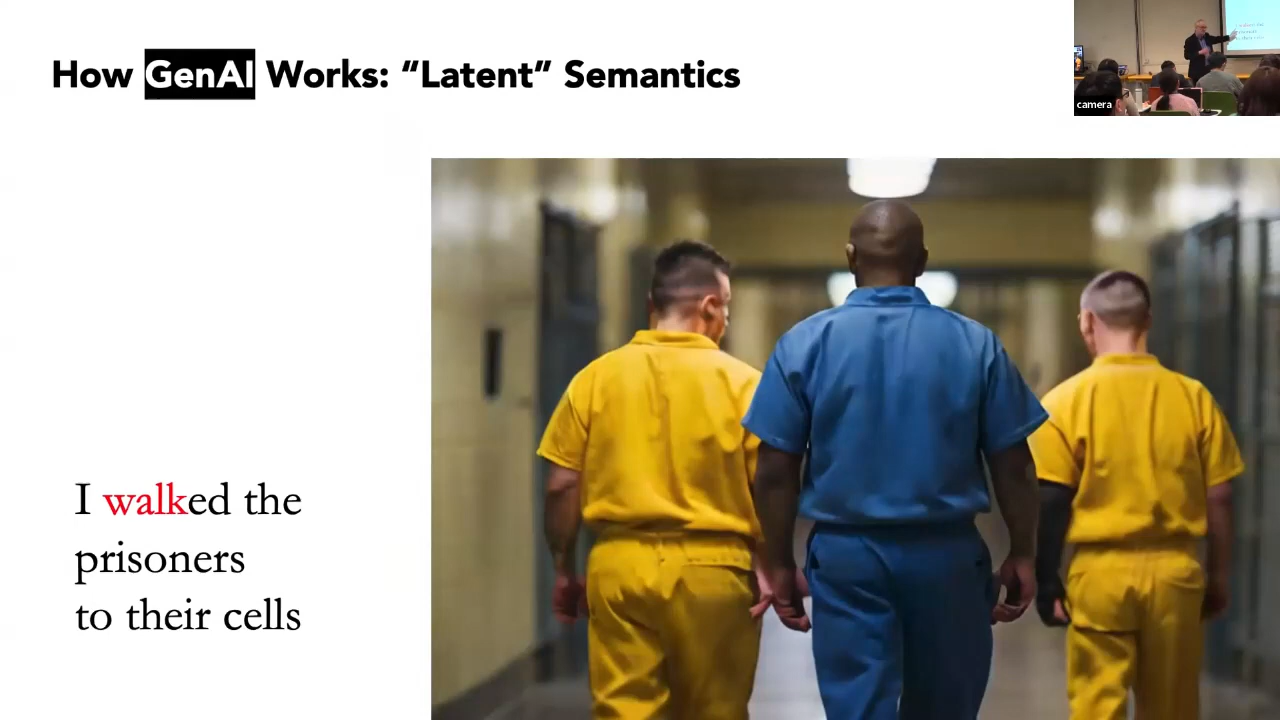 How GenAI Works: “Latent” Semantics
camera
I walked the
prisoners
to their cells